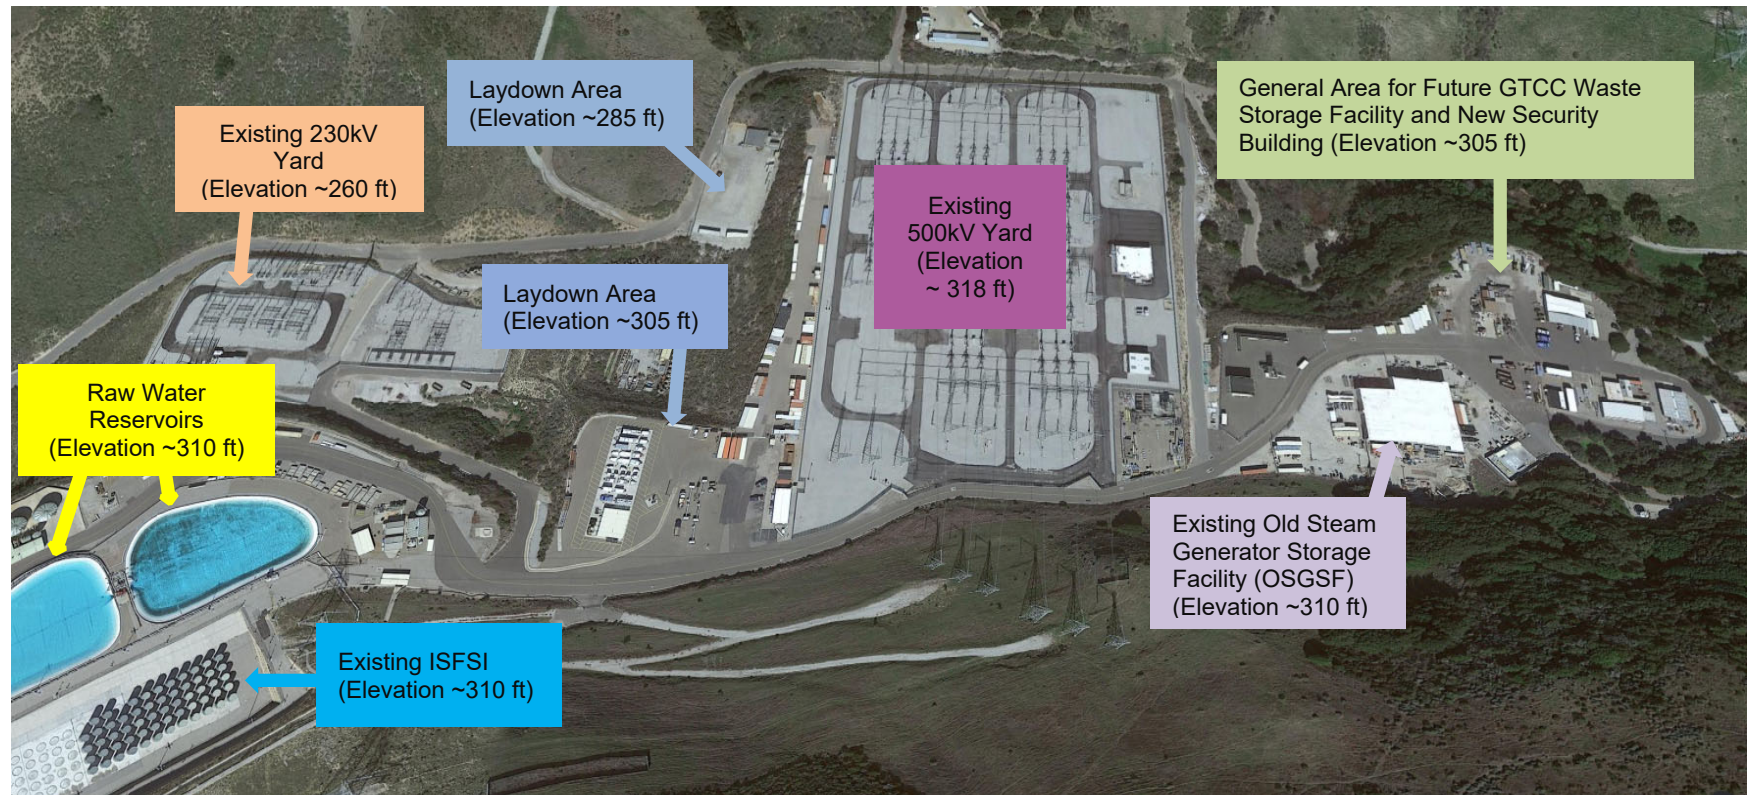 Laydown Area
(Elevation ~285 ft)
General Area for Future GTCC Waste
Storage Facility and New Security
Building (Elevation ~305 ft)
Existing 230kV
Yard
(Elevation ~260 ft)
Existing
500kV Yard
(Elevation
~ 318 ft)
Laydown Area
(Elevation ~305 ft)
Raw Water
Reservoirs
(Elevation ~310 ft)
Existing Old Steam
Generator Storage
Facility (OSGSF)
(Elevation ~310 ft)
Existing ISFSI
(Elevation ~310 ft)